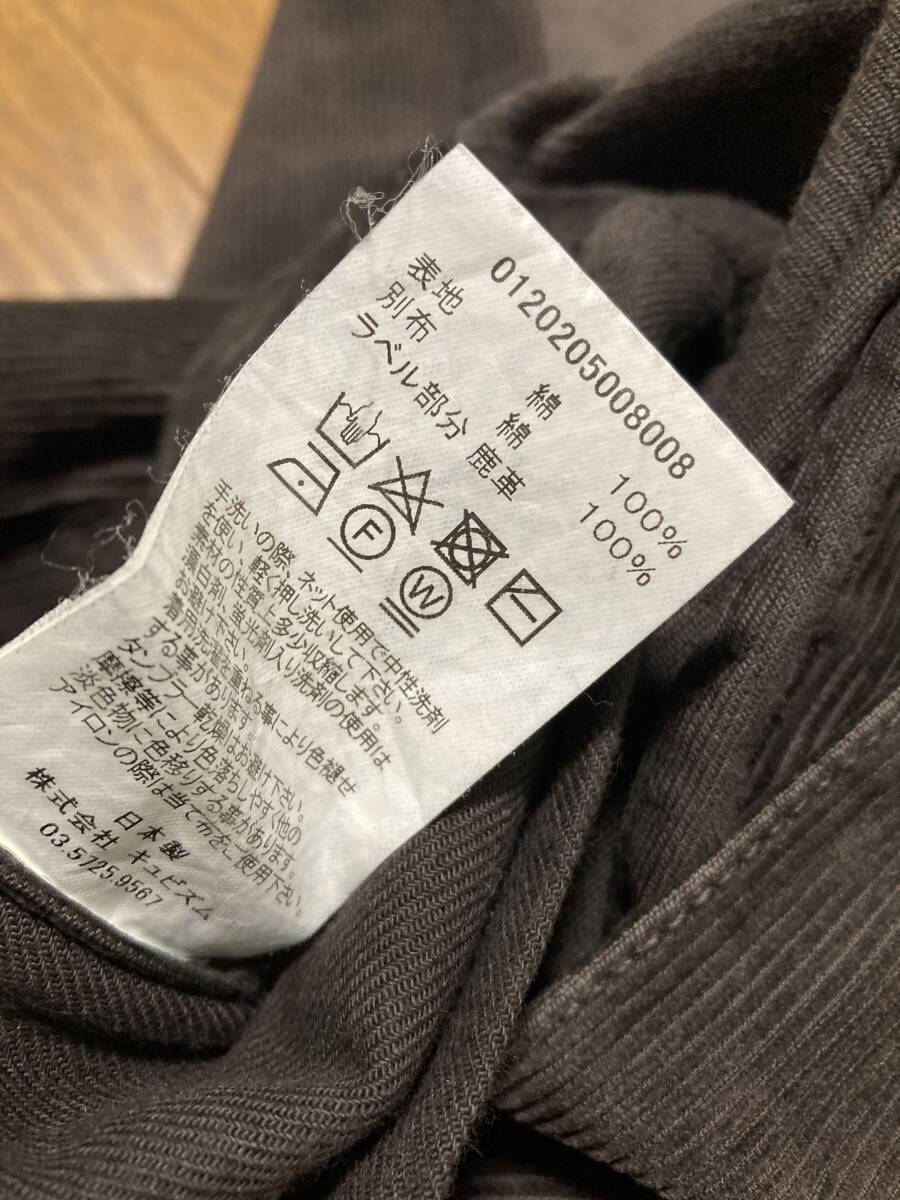 0120205008008
表地 綿 100%
別布 綿 100%
ラベル部分 鹿革
F
W
手洗いの際、ネット使用で中性洗剤
を使い、軽く押し洗いして下さい。
素材の性質上多少収縮します。
漂白剤、蛍光剤入り洗剤の使用は
お避け下さい。
着用洗濯を重ねる事により色褪せ
する事があります。
タンブラー乾燥はお避け下さい。
摩擦等により色落ちしやすく他の
淡色物に色移りする事があります。
アイロンの際は当て布をご使用下さい。
日本製
株式会社 キュビズム
03.5725.9567